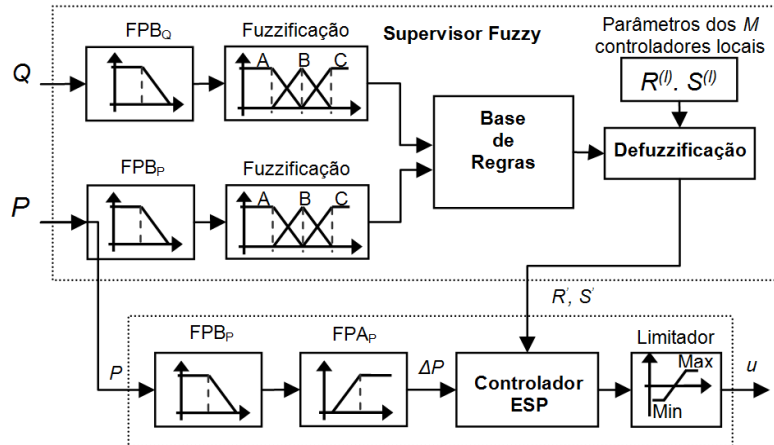 FPB_Q
Fuzzificação
Supervisor Fuzzy
Parâmetros dos M
controladores locais
Q
A B C
R^(l). S^(l)
Base
de
Regras
Defuzzificação
FPB_P
Fuzzificação
P
A B C
R', S'
FPB_P
FPA_P
Limitador
P
ΔP
Controlador
ESP
Max
Min
u